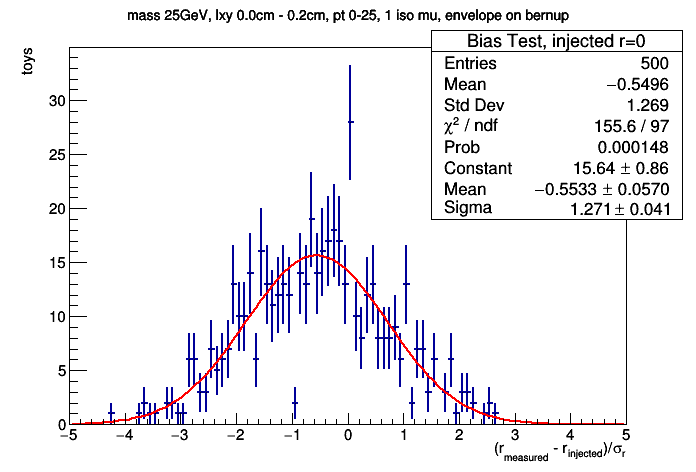 mass 25GeV, lxy 0.0cm - 0.2cm, pt 0-25, 1 iso mu, envelope on bernup
Bias Test, injected r=0
Entries 500
Mean −0.5496
Std Dev 1.269
χ² / ndf 155.6 / 97
Prob 0.000148
Constant 15.64 ± 0.86
Mean −0.5533 ± 0.0570
Sigma 1.271 ± 0.041
toys
30
25
20
15
10
5
0
−5 −4 −3 −2 −1 0 1 2 3 4 5
(r_measured - r_injected)/σ_r